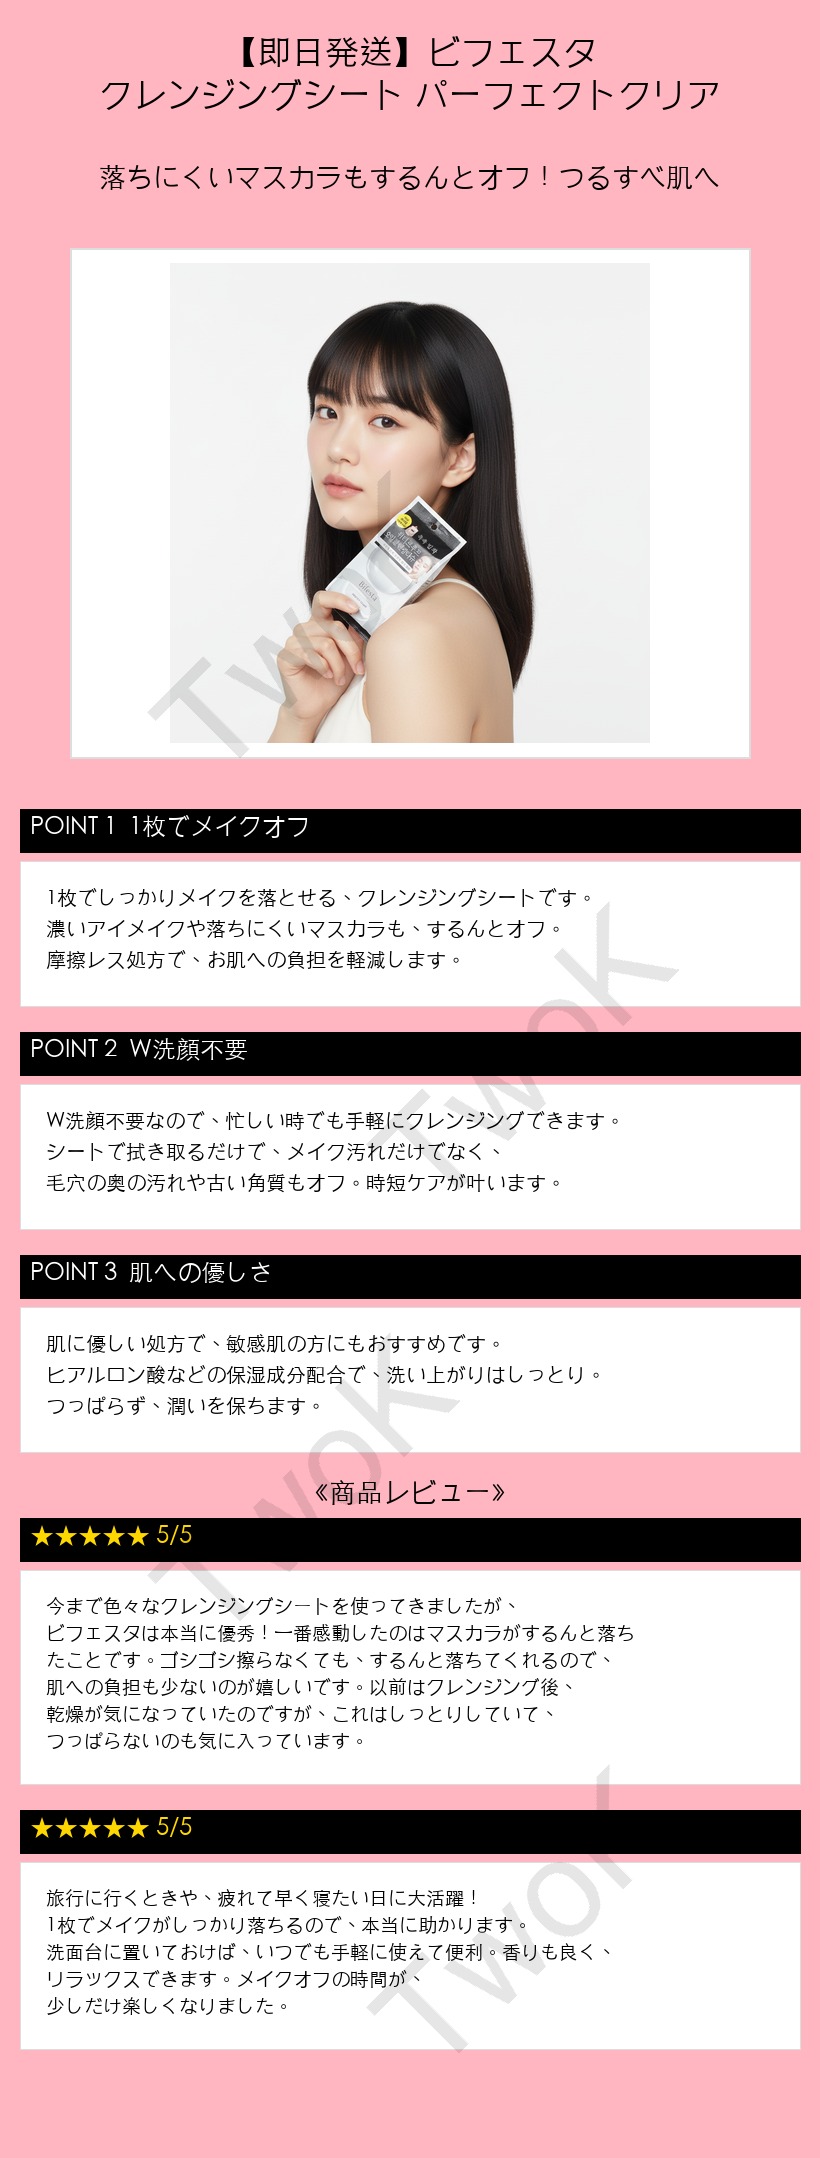 【即日発送】ビフェスタ
クレンジングシート パーフェクトクリア
落ちにくいマスカラもするんとオフ！つるすべ肌へ
Bifesta
TwoK
POINT 1 1枚でメイクオフ
1枚でしっかりメイクを落とせる、クレンジングシートです。
濃いアイメイクや落ちにくいマスカラも、するんとオフ。
摩擦レス処方で、お肌への負担を軽減します。
TwoK
POINT 2 W洗顔不要
W洗顔不要なので、忙しい時でも手軽にクレンジングできます。
シートで拭き取るだけで、メイク汚れだけでなく、
毛穴の奥の汚れや古い角質もオフ。時短ケアが叶います。
POINT 3 肌への優しさ
肌に優しい処方で、敏感肌の方にもおすすめです。
ヒアルロン酸などの保湿成分配合で、洗い上がりはしっとり。
つっぱらず、潤いを保ちます。
TwoK
《商品レビュー》
★★★★★ 5/5
今まで色々なクレンジングシートを使ってきましたが、
ビフェスタは本当に優秀！一番感動したのはマスカラがするんと落ち
たことです。ゴシゴシ擦らなくても、するんと落ちてくれるので、
肌への負担も少ないのが嬉しいです。以前はクレンジング後、
乾燥が気になっていたのですが、これはしっとりしていて、
つっぱらないのも気に入っています。
★★★★★ 5/5
旅行に行くときや、疲れて早く寝たい日に大活躍！
1枚でメイクがしっかり落ちるので、本当に助かります。
洗面台に置いておけば、いつでも手軽に使えて便利。香りも良く、
リラックスできます。メイクオフの時間が、
少しだけ楽しくなりました。
TwoK